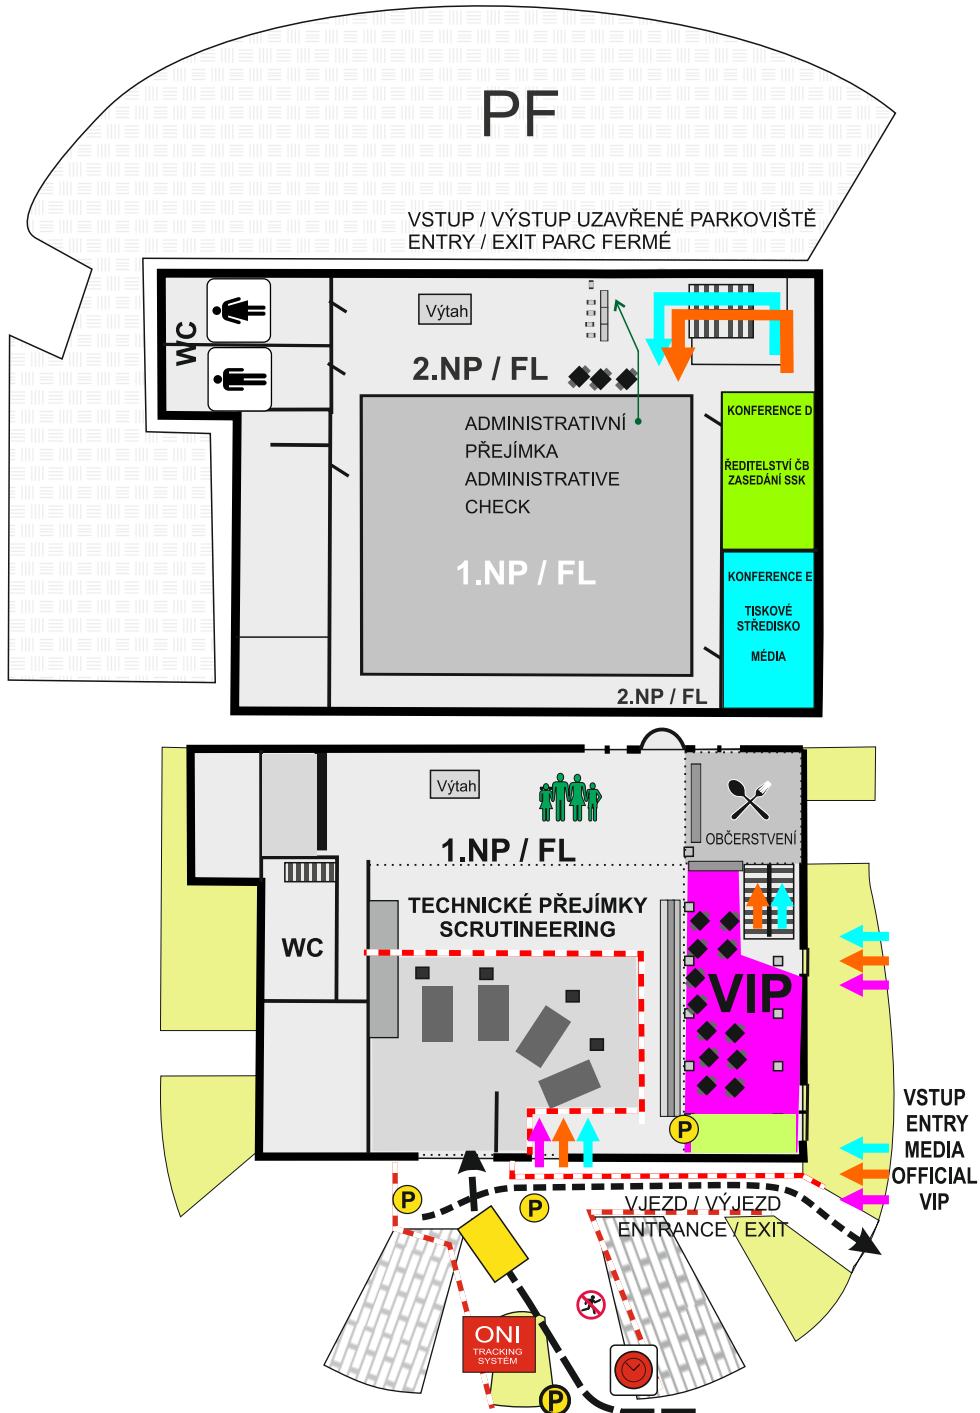 PF
VSTUP / VÝSTUP UZAVŘENÉ PARKOVIŠTĚ
ENTRY / EXIT PARC FERMÉ
WC
Výtah
2.NP / FL
ADMINISTRATIVNÍ
PŘEJÍMKA
ADMINISTRATIVE
CHECK
1.NP / FL
KONFERENCE D
ŘEDITELSTVÍ ČB
ZASEDÁNÍ SSK
KONFERENCE E
TISKOVÉ
STŘEDISKO
MÉDIA
2.NP / FL
Výtah
1.NP / FL
OBČERSTVENÍ
TECHNICKÉ PŘEJÍMKY
SCRUTINEERING
WC
VIP
VSTUP
ENTRY
MEDIA
OFFICIAL
VIP
P
P
P
VJEZD / VÝJEZD
ENTRANCE / EXIT
ONI
TRACKING
SYSTÉM
P